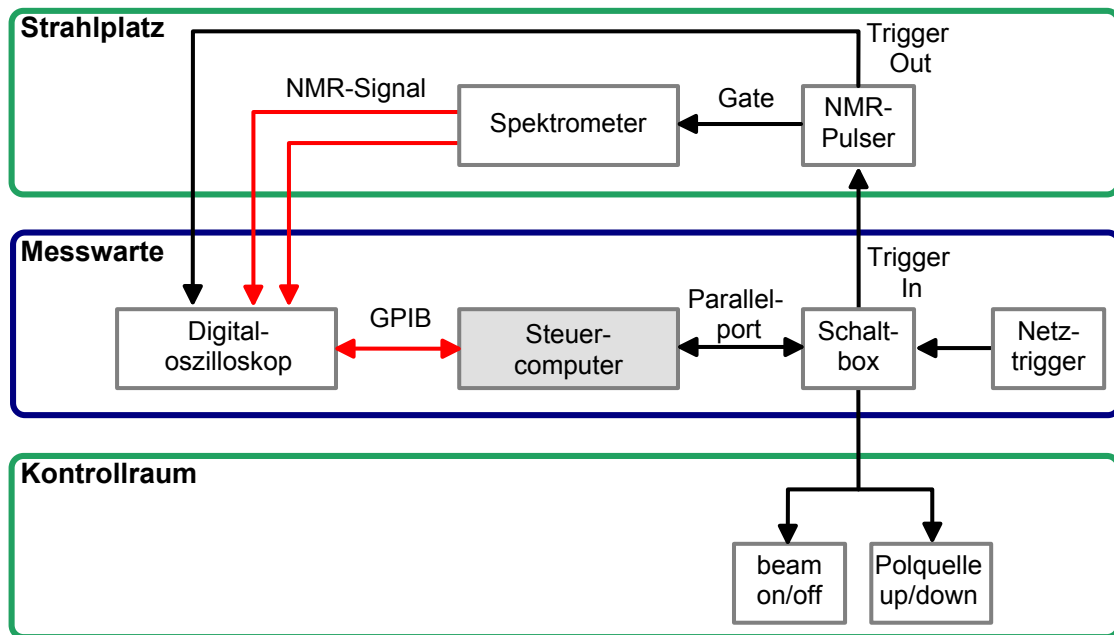 Strahlplatz
Trigger
Out
NMR-Signal
Gate
Spektrometer
NMR-
Pulser
Messwarte
Trigger
In
GPIB
Parallel-
port
Digital-
oszilloskop
Steuer-
computer
Schalt-
box
Netz-
trigger
Kontrollraum
beam
on/off
Polquelle
up/down